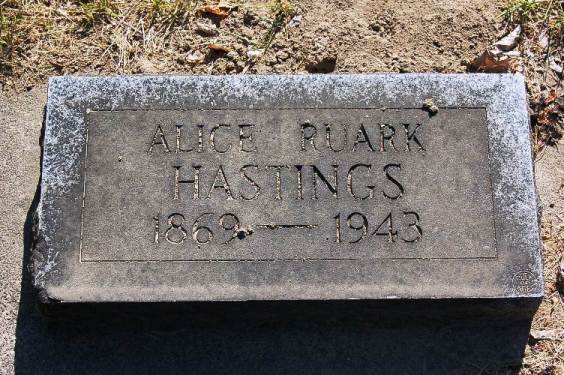 ALICE RUARK
HASTINGS
1869 — 1943